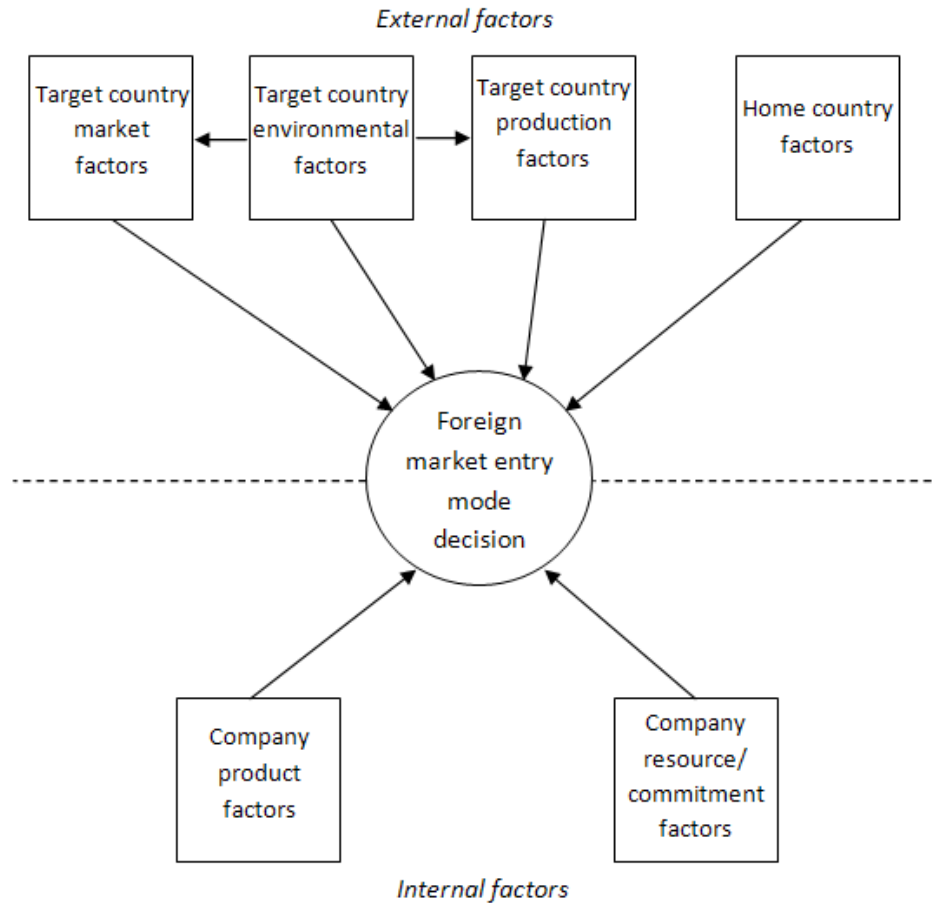 External factors
Target country
market
factors
Target country
environmental
factors
Target country
production
factors
Home country
factors
Foreign
market entry
mode
decision
Company
product
factors
Company
resource/
commitment
factors
Internal factors